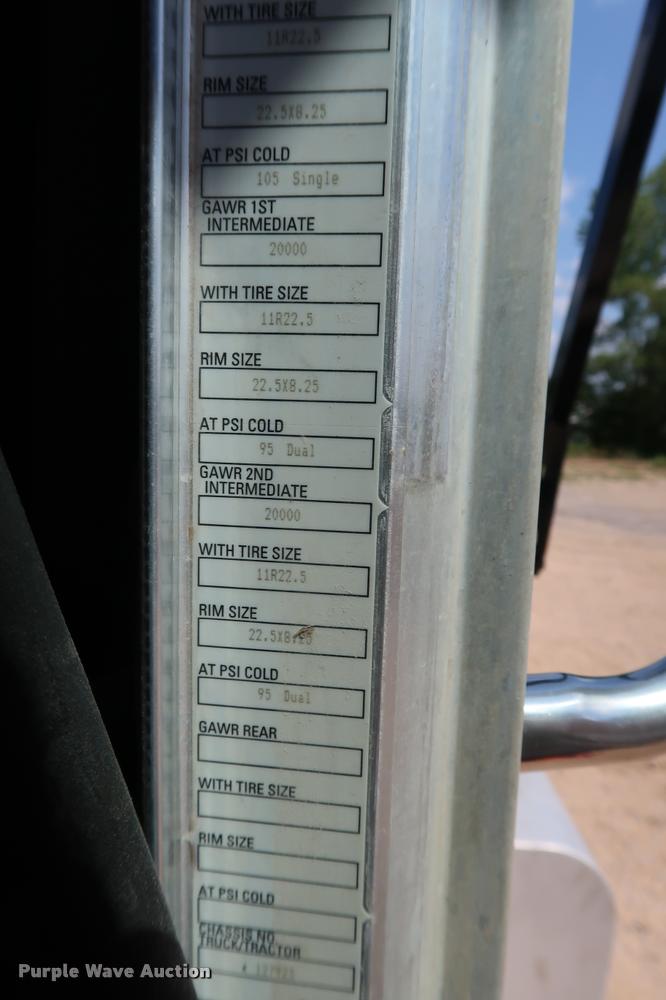 WITH TIRE SIZE
11R22.5
RIM SIZE
22.5X8.25
AT PSI COLD
105 Single
GAWR 1ST
INTERMEDIATE
20000
WITH TIRE SIZE
11R22.5
RIM SIZE
22.5X8.25
AT PSI COLD
95 Dual
GAWR 2ND
INTERMEDIATE
20000
WITH TIRE SIZE
11R22.5
RIM SIZE
22.5X8.25
AT PSI COLD
95 Dual
GAWR REAR
WITH TIRE SIZE
RIM SIZE
AT PSI COLD
CHASSIS NO.
TRUCK/TRACTOR
Purple Wave Auction